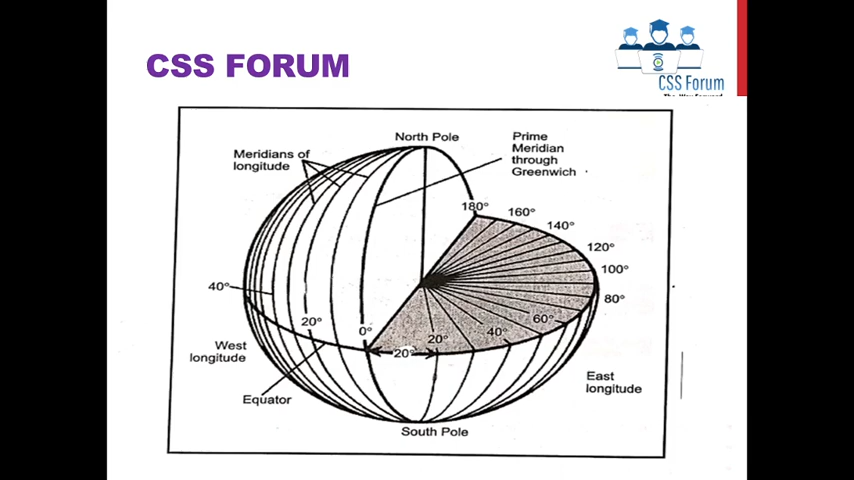 CSS FORUM
CSS Forum
North Pole
Prime
Meridian
through
Greenwich
Meridians of
longitude
180°
160°
140°
120°
100°
80°
60°
40°
20°
20°
0°
20°
40°
West
longitude
Equator
East
longitude
South Pole